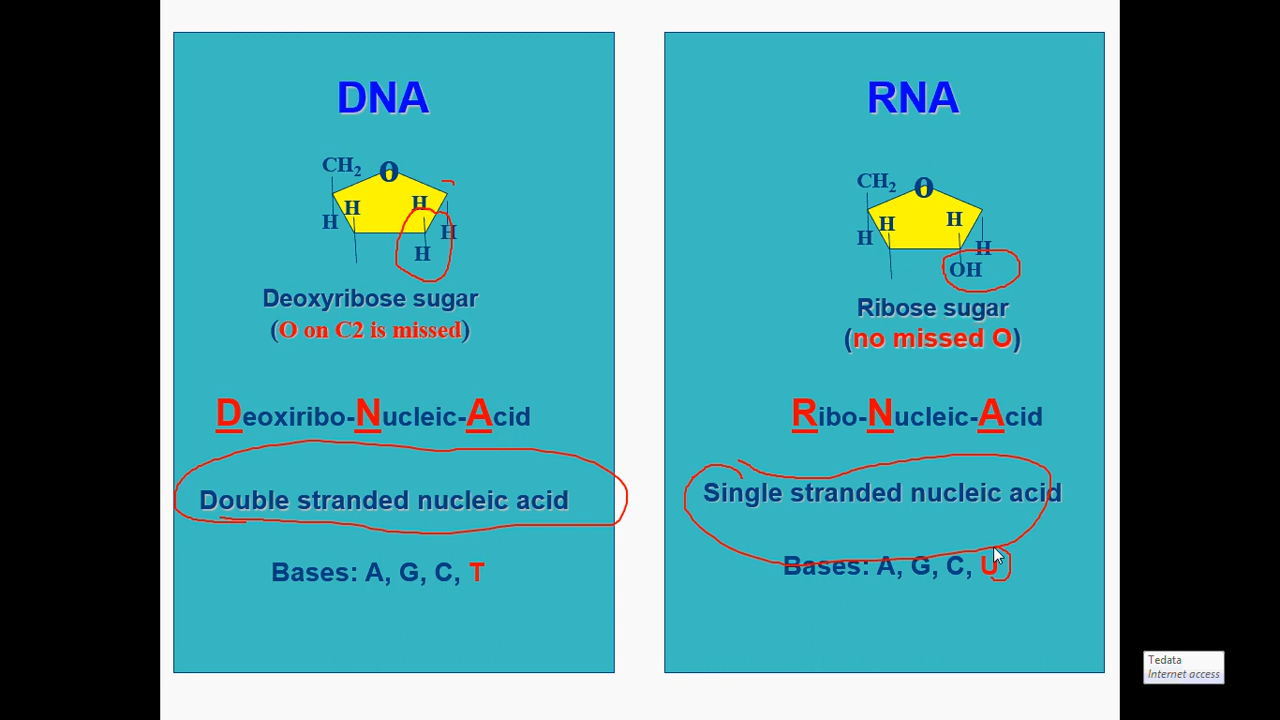 DNA
CH2 O
H H
H H
H
Deoxyribose sugar
(O on C2 is missed)
Deoxiribo-Nucleic-Acid
Double stranded nucleic acid
Bases: A, G, C, T
RNA
CH2 O
H H
H H
OH
Ribose sugar
(no missed O)
Ribo-Nucleic-Acid
Single stranded nucleic acid
Bases: A, G, C, U
Tedata
Internet access